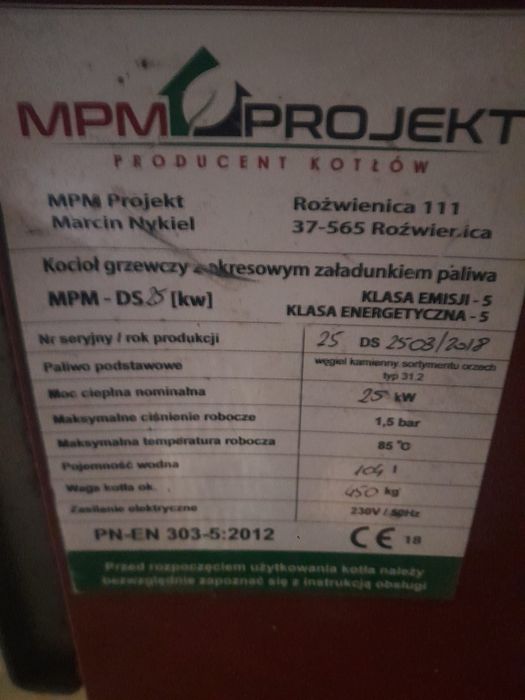 MPM PROJEKT
PRODUCENT KOTŁÓW
MPM Projekt Rożwienica 111
Marcin Nykiel 37-565 Roźwienica
Kocioł grzewczy z okresowym załadunkiem paliwa
MPM - DS 25 [kw] KLASA EMISJI - 5
KLASA ENERGETYCZNA - 5
Nr seryjny / rok produkcji 25 DS 2503/2018
Paliwo podstawowe węgiel kamienny sortymentu orzech
typ 31.2
Moc cieplna nominalna 25 kW
Maksymalne ciśnienie robocze 1,5 bar
Maksymalna temperatura robocza 85 °C
Pojemność wodna 104 l
Waga kotła ok. 450 kg
Zasilenie elektryczne 230V / 50Hz
PN-EN 303-5:2012 CE 18
Przed rozpoczęciem użytkowania kotła należy
bezwzględnie zapoznać się z instrukcją obsługi